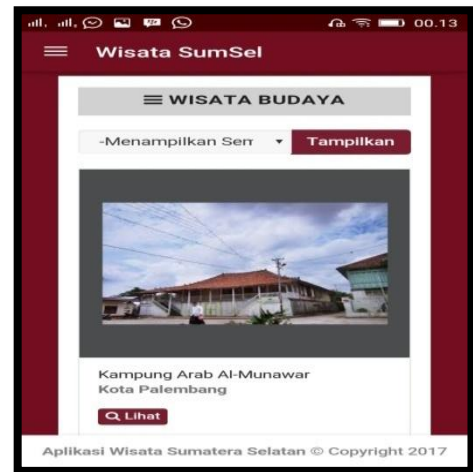 00.13
Wisata SumSel
WISATA BUDAYA
-Menampilkan Sem
Tampilkan
Kampung Arab Al-Munawar
Kota Palembang
Lihat
Aplikasi Wisata Sumatera Selatan © Copyright 2017